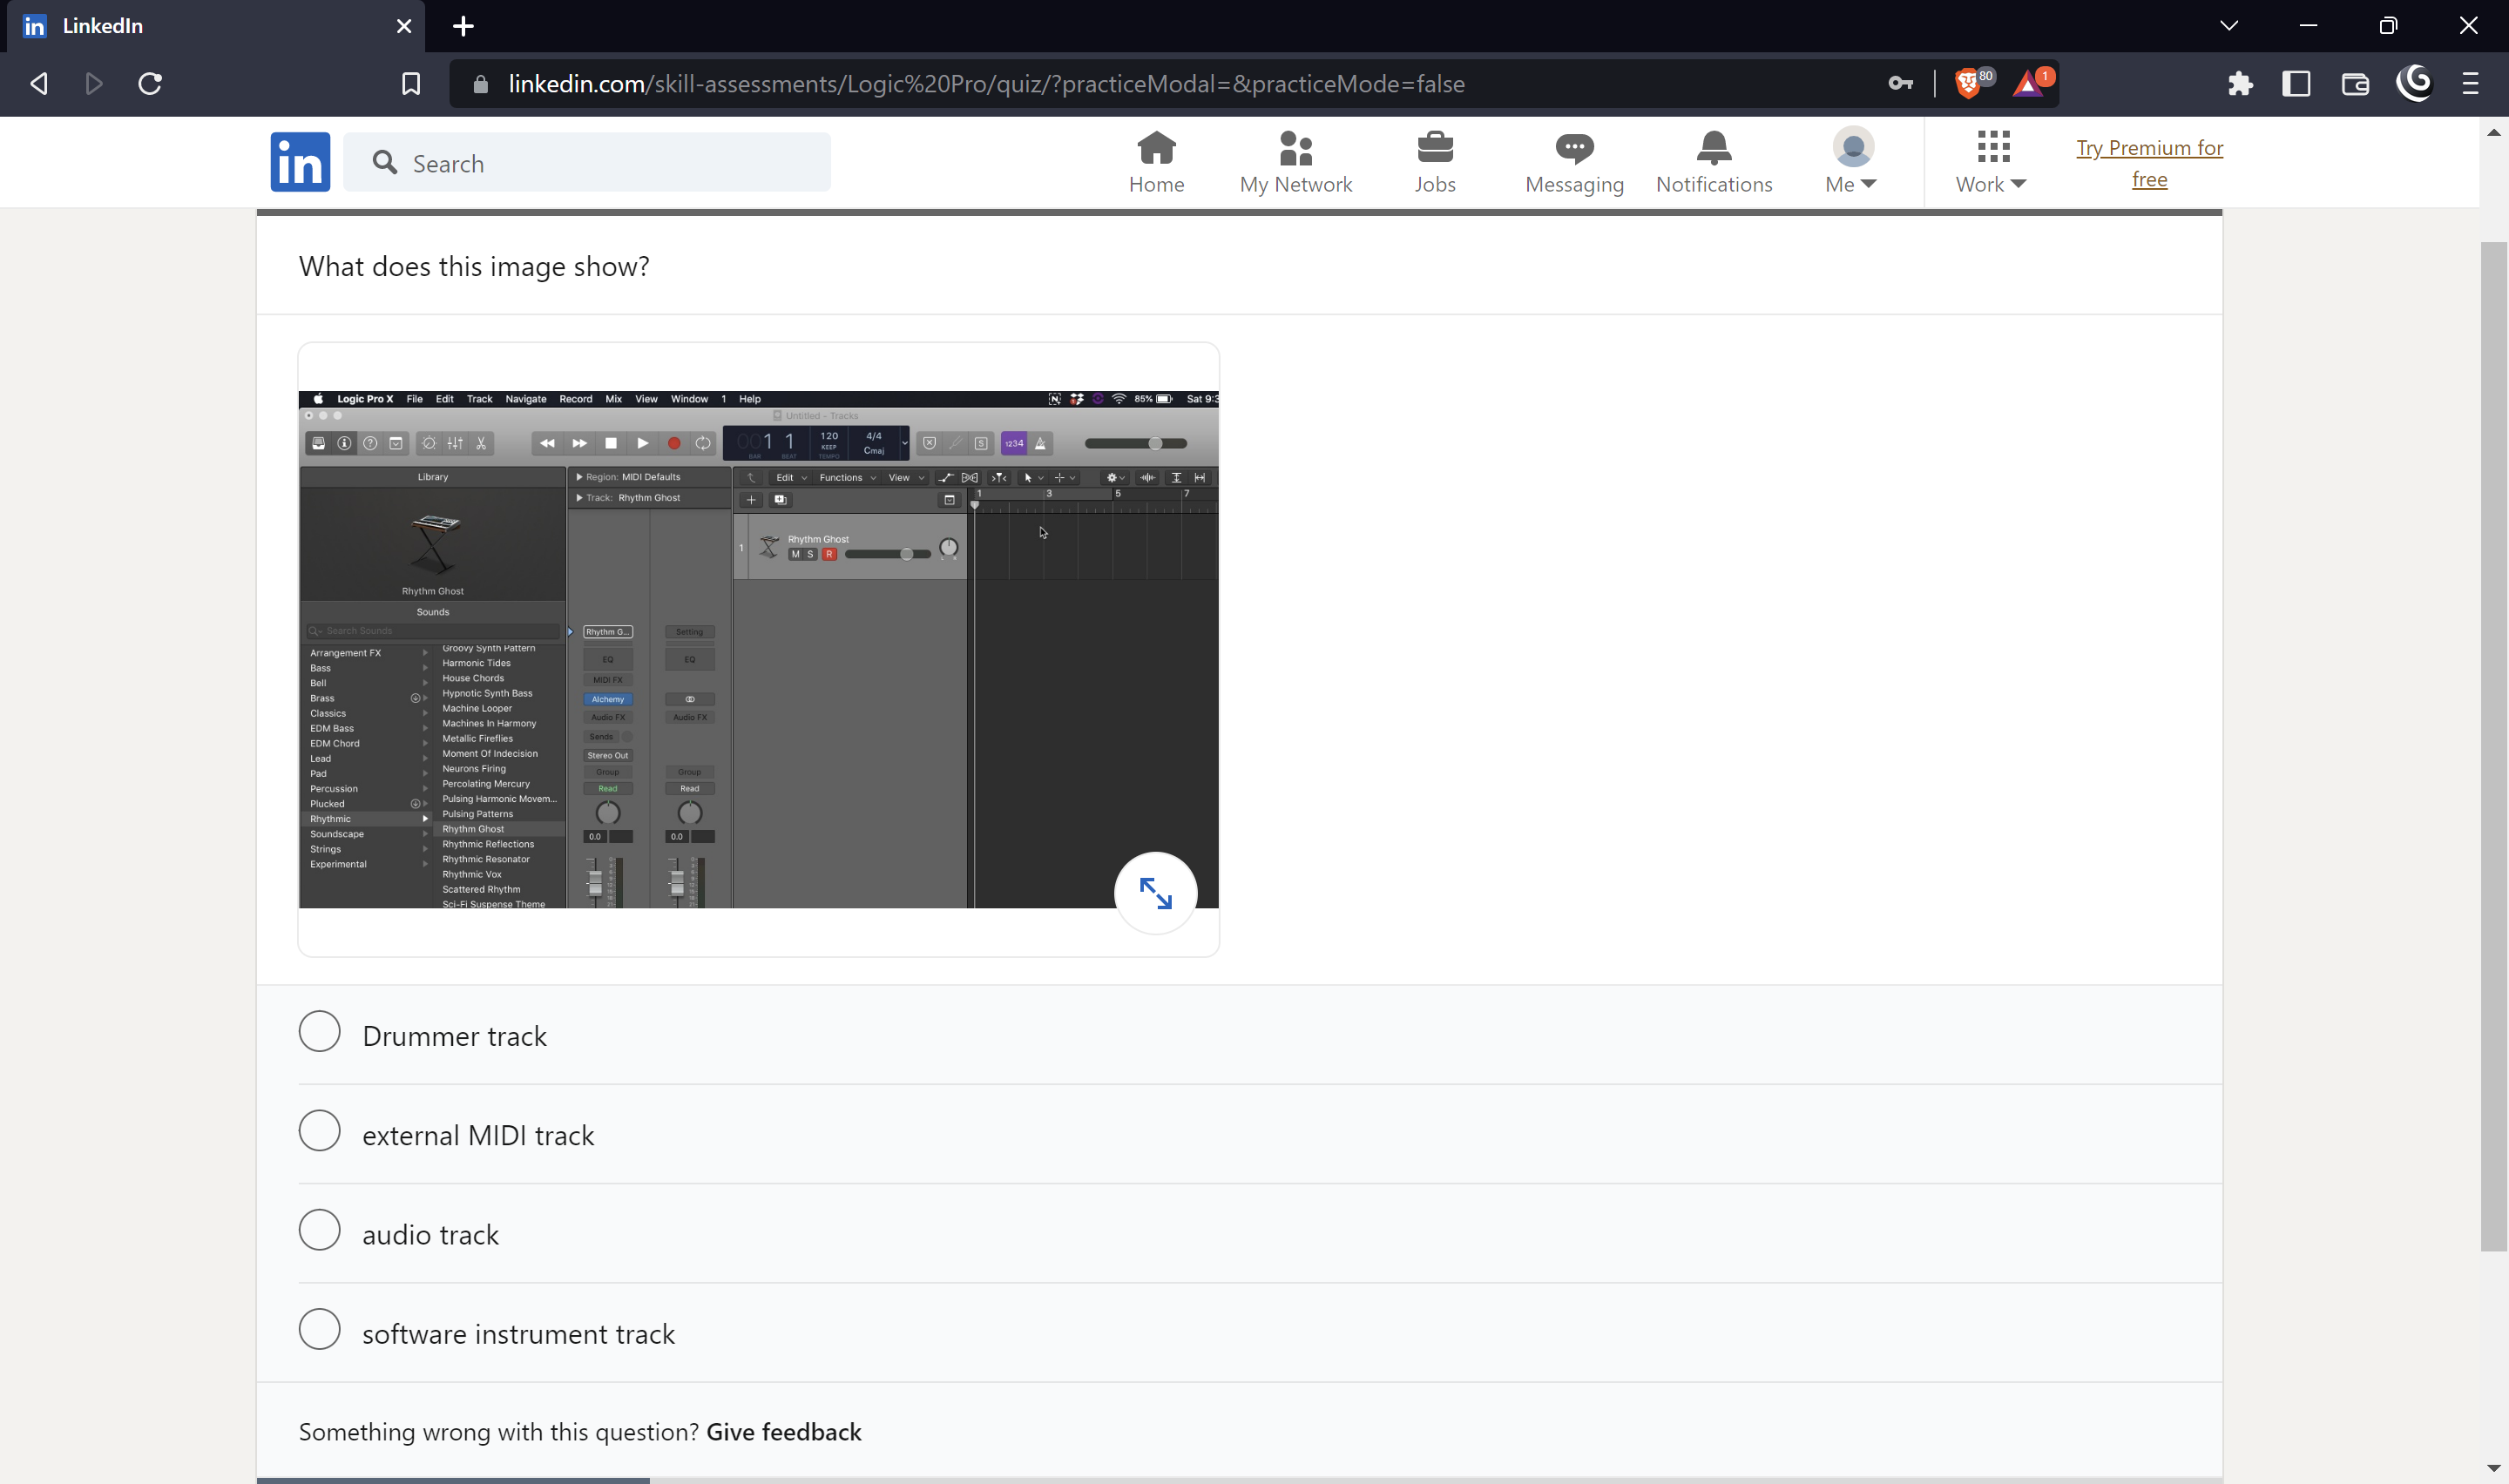 LinkedIn
linkedin.com/skill-assessments/Logic%20Pro/quiz/?practiceModal=&practiceMode=false
80
1
in
Search
Home
My Network
Jobs
Messaging
Notifications
Me
Work
Try Premium for
free
What does this image show?
Logic Pro X File Edit Track Navigate Record Mix View Window 1 Help
85%
Sat 9:3
Untitled - Tracks
001 1
BAR BEAT
120
KEEP
TEMPO
4/4
Cmaj
S
1234
Library
Region: MIDI Defaults
Edit Functions View
Track: Rhythm Ghost
1 3 5 7
Rhythm Ghost
1
Rhythm Ghost
M S R
Sounds
Search Sounds
Arrangement FX
Bass
Bell
Brass
Classics
EDM Bass
EDM Chord
Lead
Pad
Percussion
Plucked
Rhythmic
Soundscape
Strings
Experimental
Groovy Synth Pattern
Harmonic Tides
House Chords
Hypnotic Synth Bass
Machine Looper
Machines In Harmony
Metallic Fireflies
Moment Of Indecision
Neurons Firing
Percolating Mercury
Pulsing Harmonic Movem...
Pulsing Patterns
Rhythm Ghost
Rhythmic Reflections
Rhythmic Resonator
Rhythmic Vox
Scattered Rhythm
Sci-Fi Suspense Theme
Rhythm G...
EQ
MIDI FX
Alchemy
Audio FX
Sends
Stereo Out
Group
Read
0.0
Setting
EQ
Audio FX
Group
Read
0.0
Drummer track
external MIDI track
audio track
software instrument track
Something wrong with this question? Give feedback